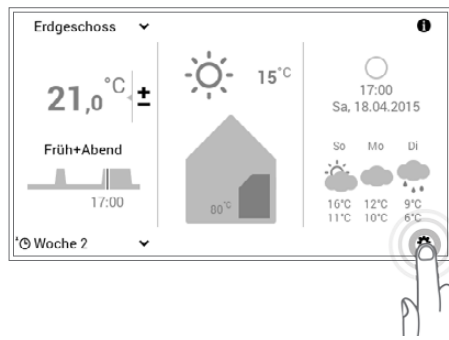 Erdgeschoss
21,0 °C ±
Früh+Abend
17:00
Woche 2
15°C
80°C
17:00
Sa, 18.04.2015
So Mo Di
16°C 12°C 9°C
11°C 10°C 6°C